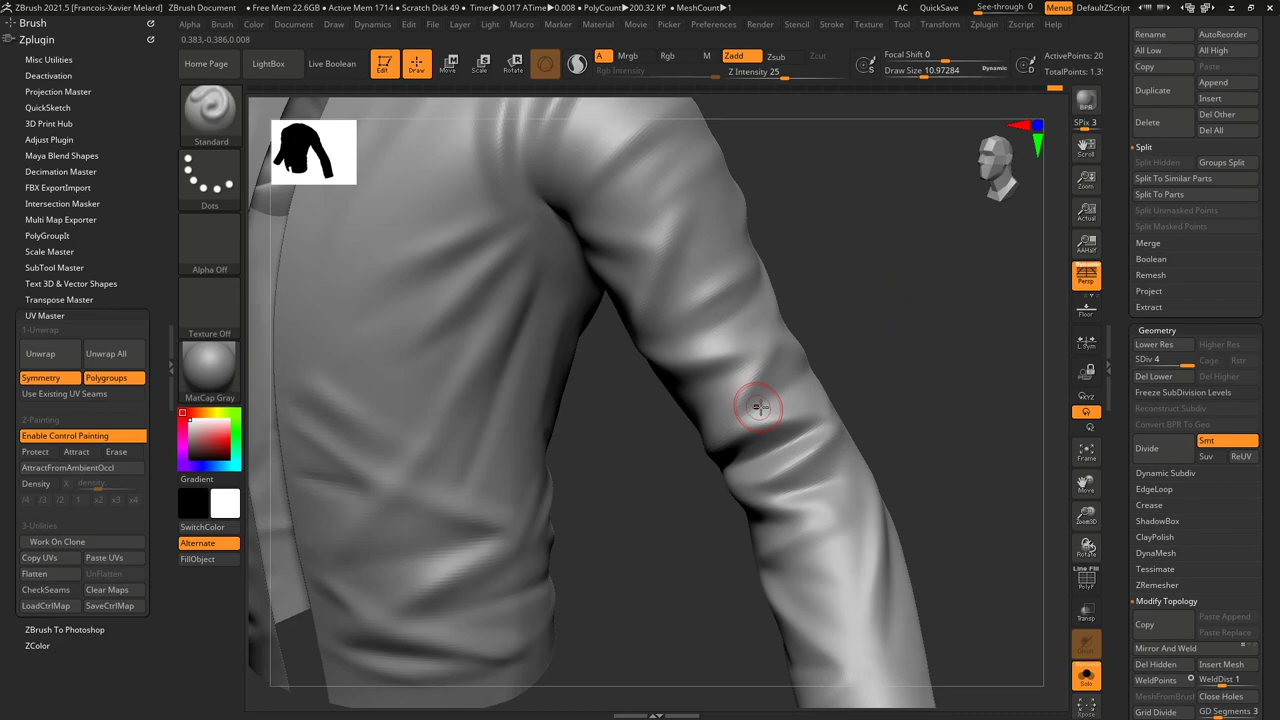 ZBrush 2021.5 [Francois-Xavier Melard] ZBrush Document • Free Mem 22.6GB • Active Mem 1714 • Scratch Disk 49 • Timer▶0.017 ATime▶0.008 • PolyCount▶200.32 KP • MeshCount▶1 AC QuickSave See-through 0 Menus DefaultZScript
Brush
Alpha Brush Color Document Draw Dynamics Edit File Layer Light Macro Marker Material Movie Picker Preferences Render Stencil Stroke Texture Tool Transform Zplugin Zscript Help
Zplugin
0.383,-0.386,0.008
Misc Utilities
Deactivation
Projection Master
QuickSketch
3D Print Hub
Adjust Plugin
Maya Blend Shapes
Decimation Master
FBX ExportImport
Intersection Masker
Multi Map Exporter
PolyGroupIt
Scale Master
SubTool Master
Text 3D & Vector Shapes
Transpose Master
UV Master
1-Unwrap
Unwrap Unwrap All
Symmetry Polygroups
Use Existing UV Seams
2-Painting
Enable Control Painting
Protect Attract Erase
AttractFromAmbientOccl
Density X density
/4 /3 /2 1 x2 x3 x4
3-Utilities
Work On Clone
Copy UVs Paste UVs
Flatten UnFlatten
CheckSeams Clear Maps
LoadCtrlMap SaveCtrlMap
ZBrush To Photoshop
ZColor
Home Page LightBox Live Boolean Edit Draw Move Scale Rotate
A Mrgb Rgb M
Rgb Intensity
Zadd Zsub Zcut
Z Intensity 25
S
Focal Shift 0
Draw Size 10.97284 Dynamic
D
ActivePoints: 20
TotalPoints: 1.35
Standard
Dots
Alpha Off
Texture Off
MatCap Gray
Gradient
SwitchColor
Alternate
FillObject
BPR
SPix 3
Scroll
Zoom
Actual
AAHalf
Dynamic
Persp
Floor
L.Sym
XYZ
Frame
Move
Zoom3D
Rotate
Line Fill
PolyF
Transp
Ghost
Dynamic
Solo
Xpose
Rename AutoReorder
All Low All High
Copy Paste
Duplicate Append
Insert
Delete Del Other
Del All
Split
Split Hidden Groups Split
Split To Similar Parts
Split To Parts
Split Unmasked Points
Split Masked Points
Merge
Boolean
Remesh
Project
Extract
Geometry
Lower Res Higher Res
SDiv 4 Cage Rstr
Del Lower Del Higher
Freeze SubDivision Levels
Reconstruct Subdiv
Convert BPR To Geo
Divide Smt
Suv ReUV
Dynamic Subdiv
EdgeLoop
Crease
ShadowBox
ClayPolish
DynaMesh
Tessimate
ZRemesher
Modify Topology
Copy Paste Append
Paste Replace
Mirror And Weld
Del Hidden Insert Mesh
WeldPoints WeldDist 1
MeshFromBrush Close Holes
Grid Divide GD Segments 3